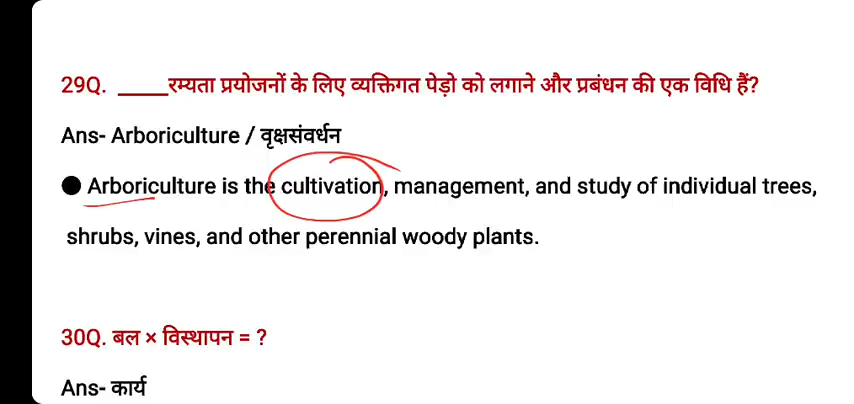 29Q. _____रम्यता प्रयोजनों के लिए व्यक्तिगत पेड़ो को लगाने और प्रबंधन की एक विधि हैं?
Ans- Arboriculture / वृक्षसंवर्धन
● Arboriculture is the cultivation, management, and study of individual trees,
shrubs, vines, and other perennial woody plants.
30Q. बल × विस्थापन = ?
Ans- कार्य